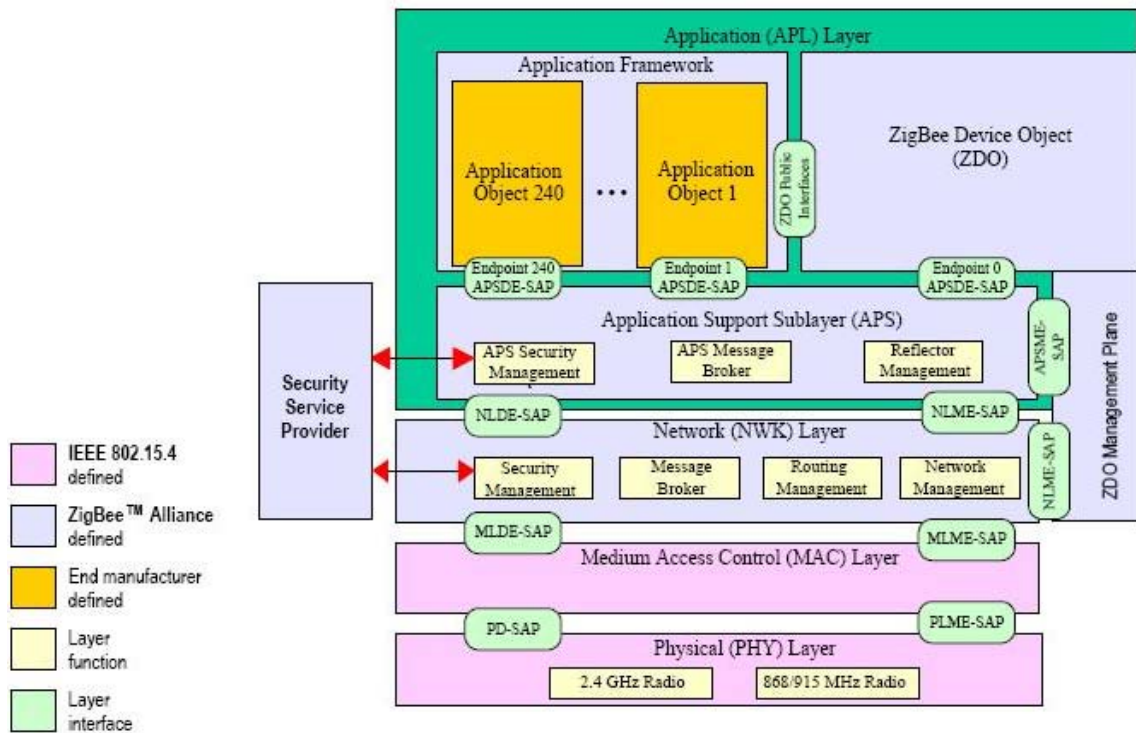 Application (APL) Layer
Application Framework
ZigBee Device Object
(ZDO)
Application
Object 240
...
Application
Object 1
ZDO Public
Interfaces
Endpoint 240
APSDE-SAP
Endpoint 1
APSDE-SAP
Endpoint 0
APSDE-SAP
Application Support Sublayer (APS)
APS Security
Management
APS Message
Broker
Reflector
Management
APSME-
SAP
Security
Service
Provider
NLDE-SAP
NLME-SAP
Network (NWK) Layer
Security
Management
Message
Broker
Routing
Management
Network
Management
NLME-SAP
ZDO Management Plane
MLDE-SAP
MLME-SAP
Medium Access Control (MAC) Layer
PD-SAP
PLME-SAP
Physical (PHY) Layer
2.4 GHz Radio
868/915 MHz Radio
IEEE 802.15.4
defined
ZigBee™ Alliance
defined
End manufacturer
defined
Layer
function
Layer
interface